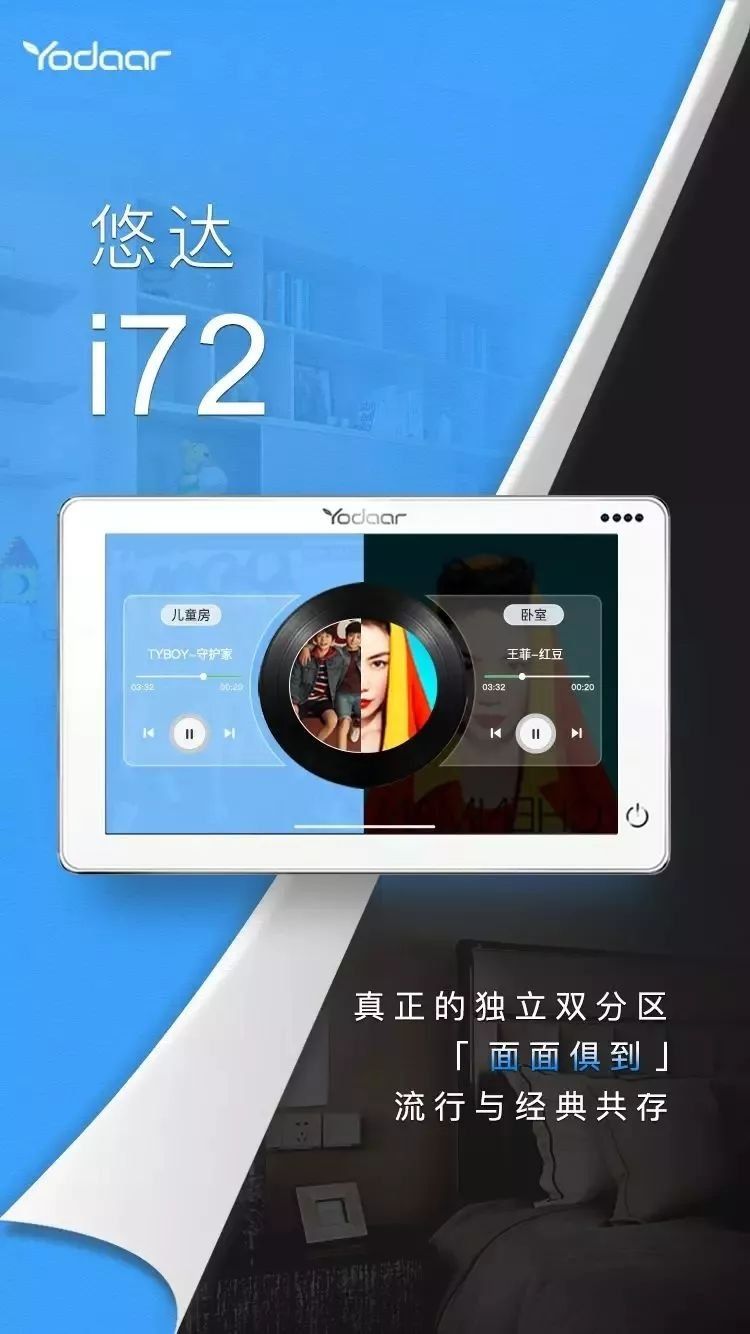 Yodaar
悠达
i72
Yodaar
儿童房
TYBOY-守护家
03:32
00:20
卧室
王菲-红豆
03:32
00:20
真正的独立双分区
「面面俱到」
流行与经典共存